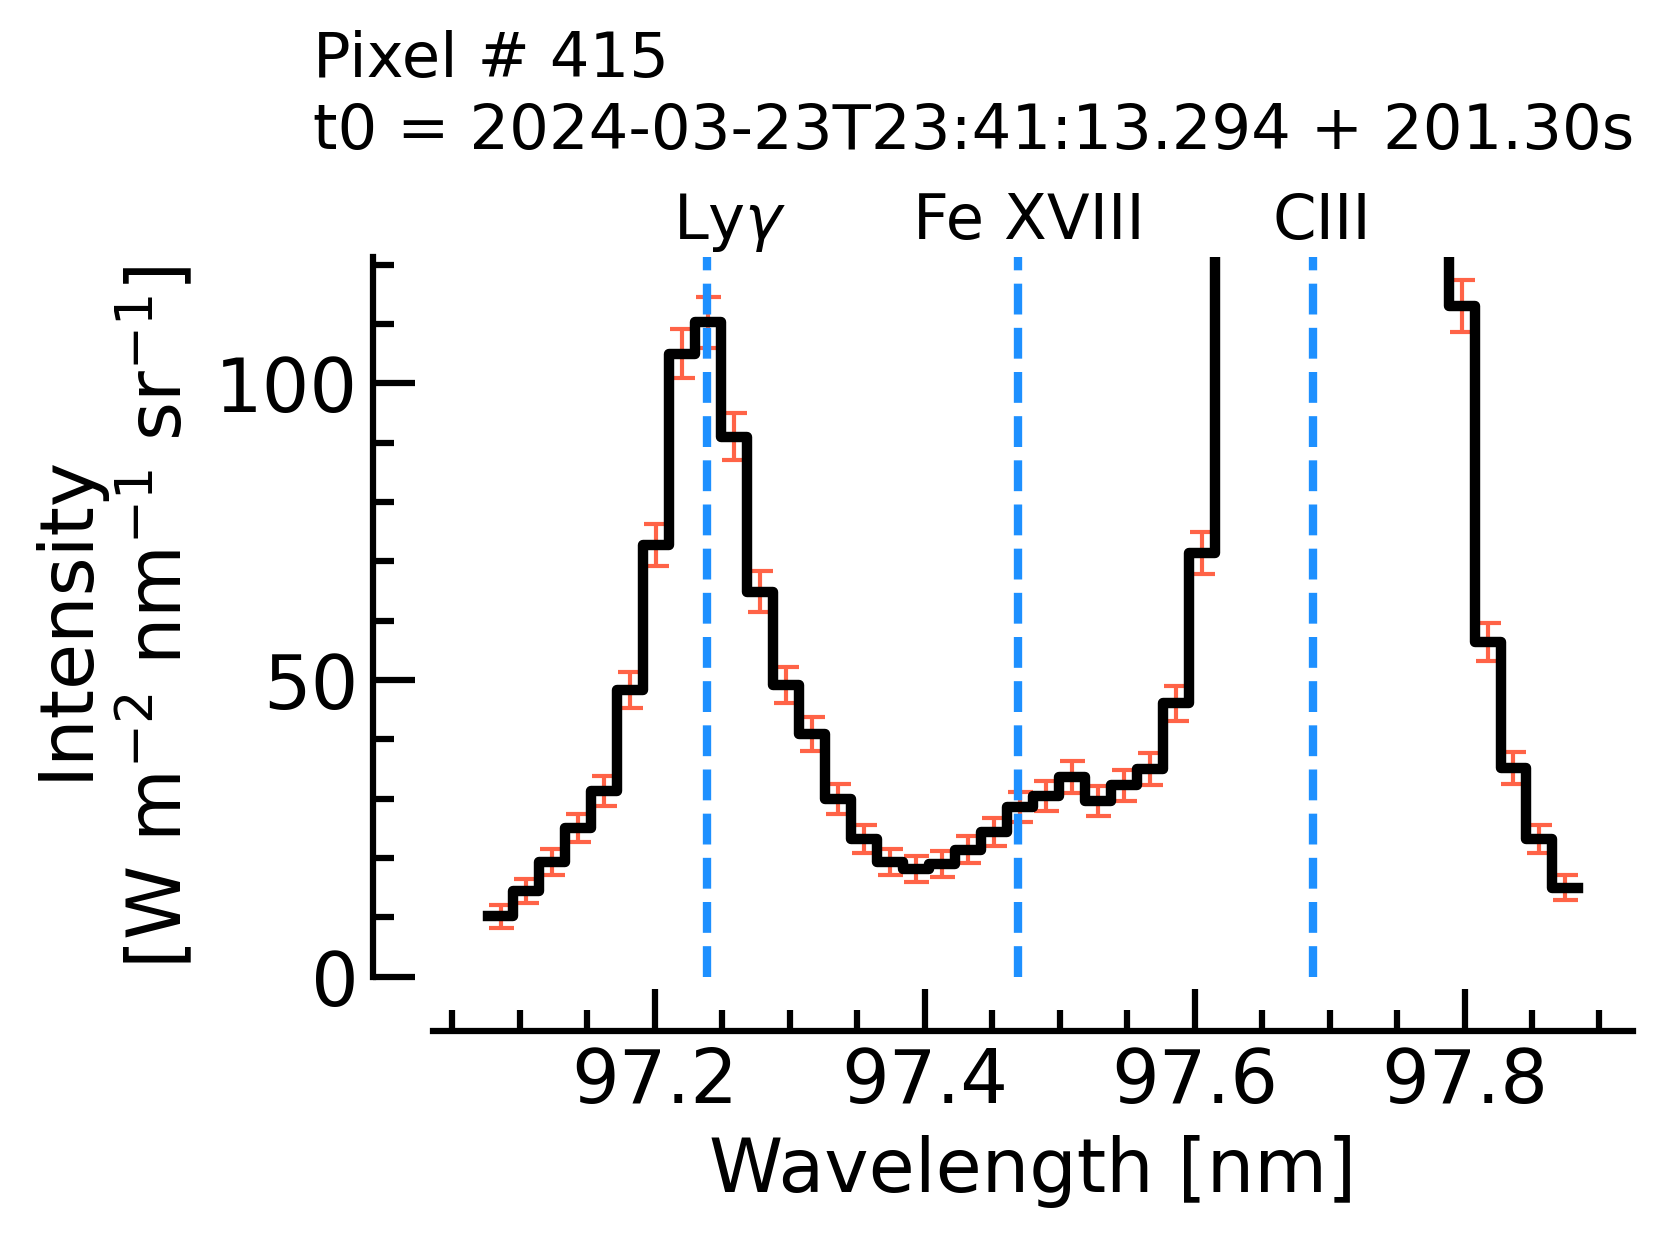 Pixel # 415
t0 = 2024-03-23T23:41:13.294 + 201.30s
Lyγ Fe XVIII CIII
Intensity
[W m⁻² nm⁻¹ sr⁻¹]
100
50
0
97.2 97.4 97.6 97.8
Wavelength [nm]